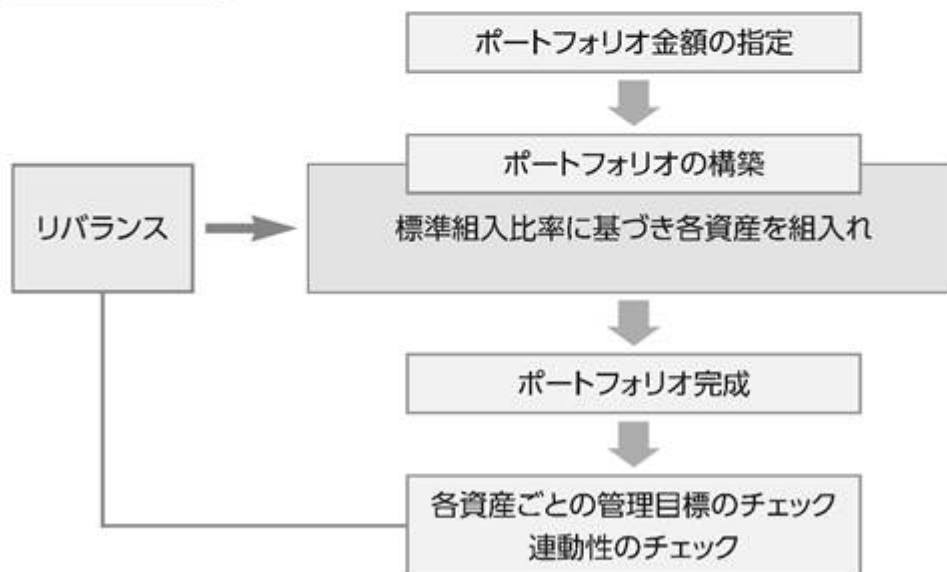 ポートフォリオ金額の指定
ポートフォリオの構築
リバランス
標準組入比率に基づき各資産を組入れ
ポートフォリオ完成
各資産ごとの管理目標のチェック
連動性のチェック